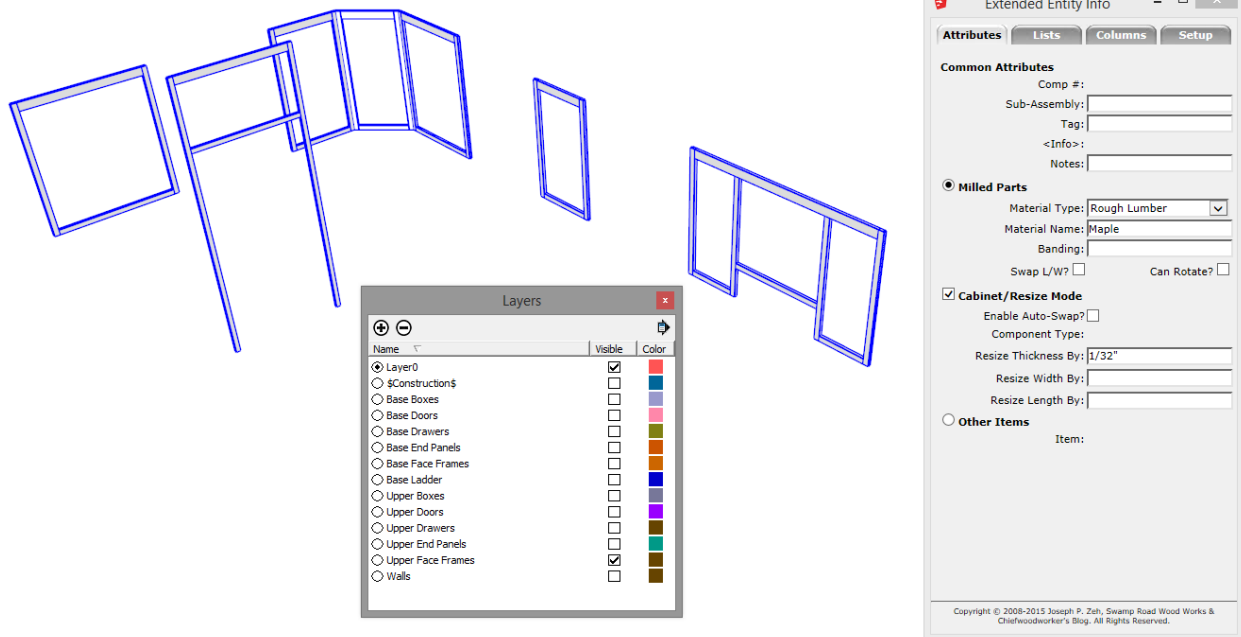 Extended Entity Info
Attributes Lists Columns Setup
Common Attributes
Comp #:
Sub-Assembly:
Tag:
<Info>:
Notes:
Milled Parts
Material Type: Rough Lumber
Material Name: Maple
Banding:
Swap L/W? Can Rotate?
Cabinet/Resize Mode
Enable Auto-Swap?
Component Type:
Resize Thickness By: 1/32"
Resize Width By:
Resize Length By:
Other Items
Item:
Copyright © 2008-2015 Joseph P. Zeh, Swamp Road Wood Works &
Chiefwoodworker's Blog. All Rights Reserved.
Layers
Name Visible Color
Layer0
$Construction$
Base Boxes
Base Doors
Base Drawers
Base End Panels
Base Face Frames
Base Ladder
Upper Boxes
Upper Doors
Upper Drawers
Upper End Panels
Upper Face Frames
Walls